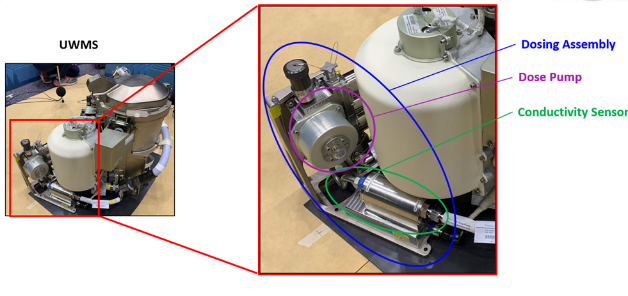 UWMS
Dosing Assembly
Dose Pump
Conductivity Sensor